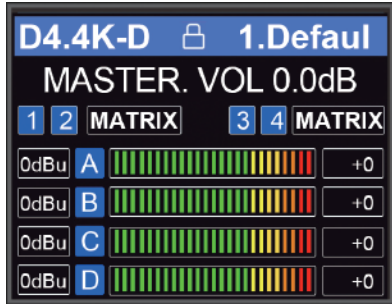 D4.4K-D 1.Defaul
MASTER. VOL 0.0dB
1 2 MATRIX 3 4 MATRIX
0dBu A +0
0dBu B +0
0dBu C +0
0dBu D +0